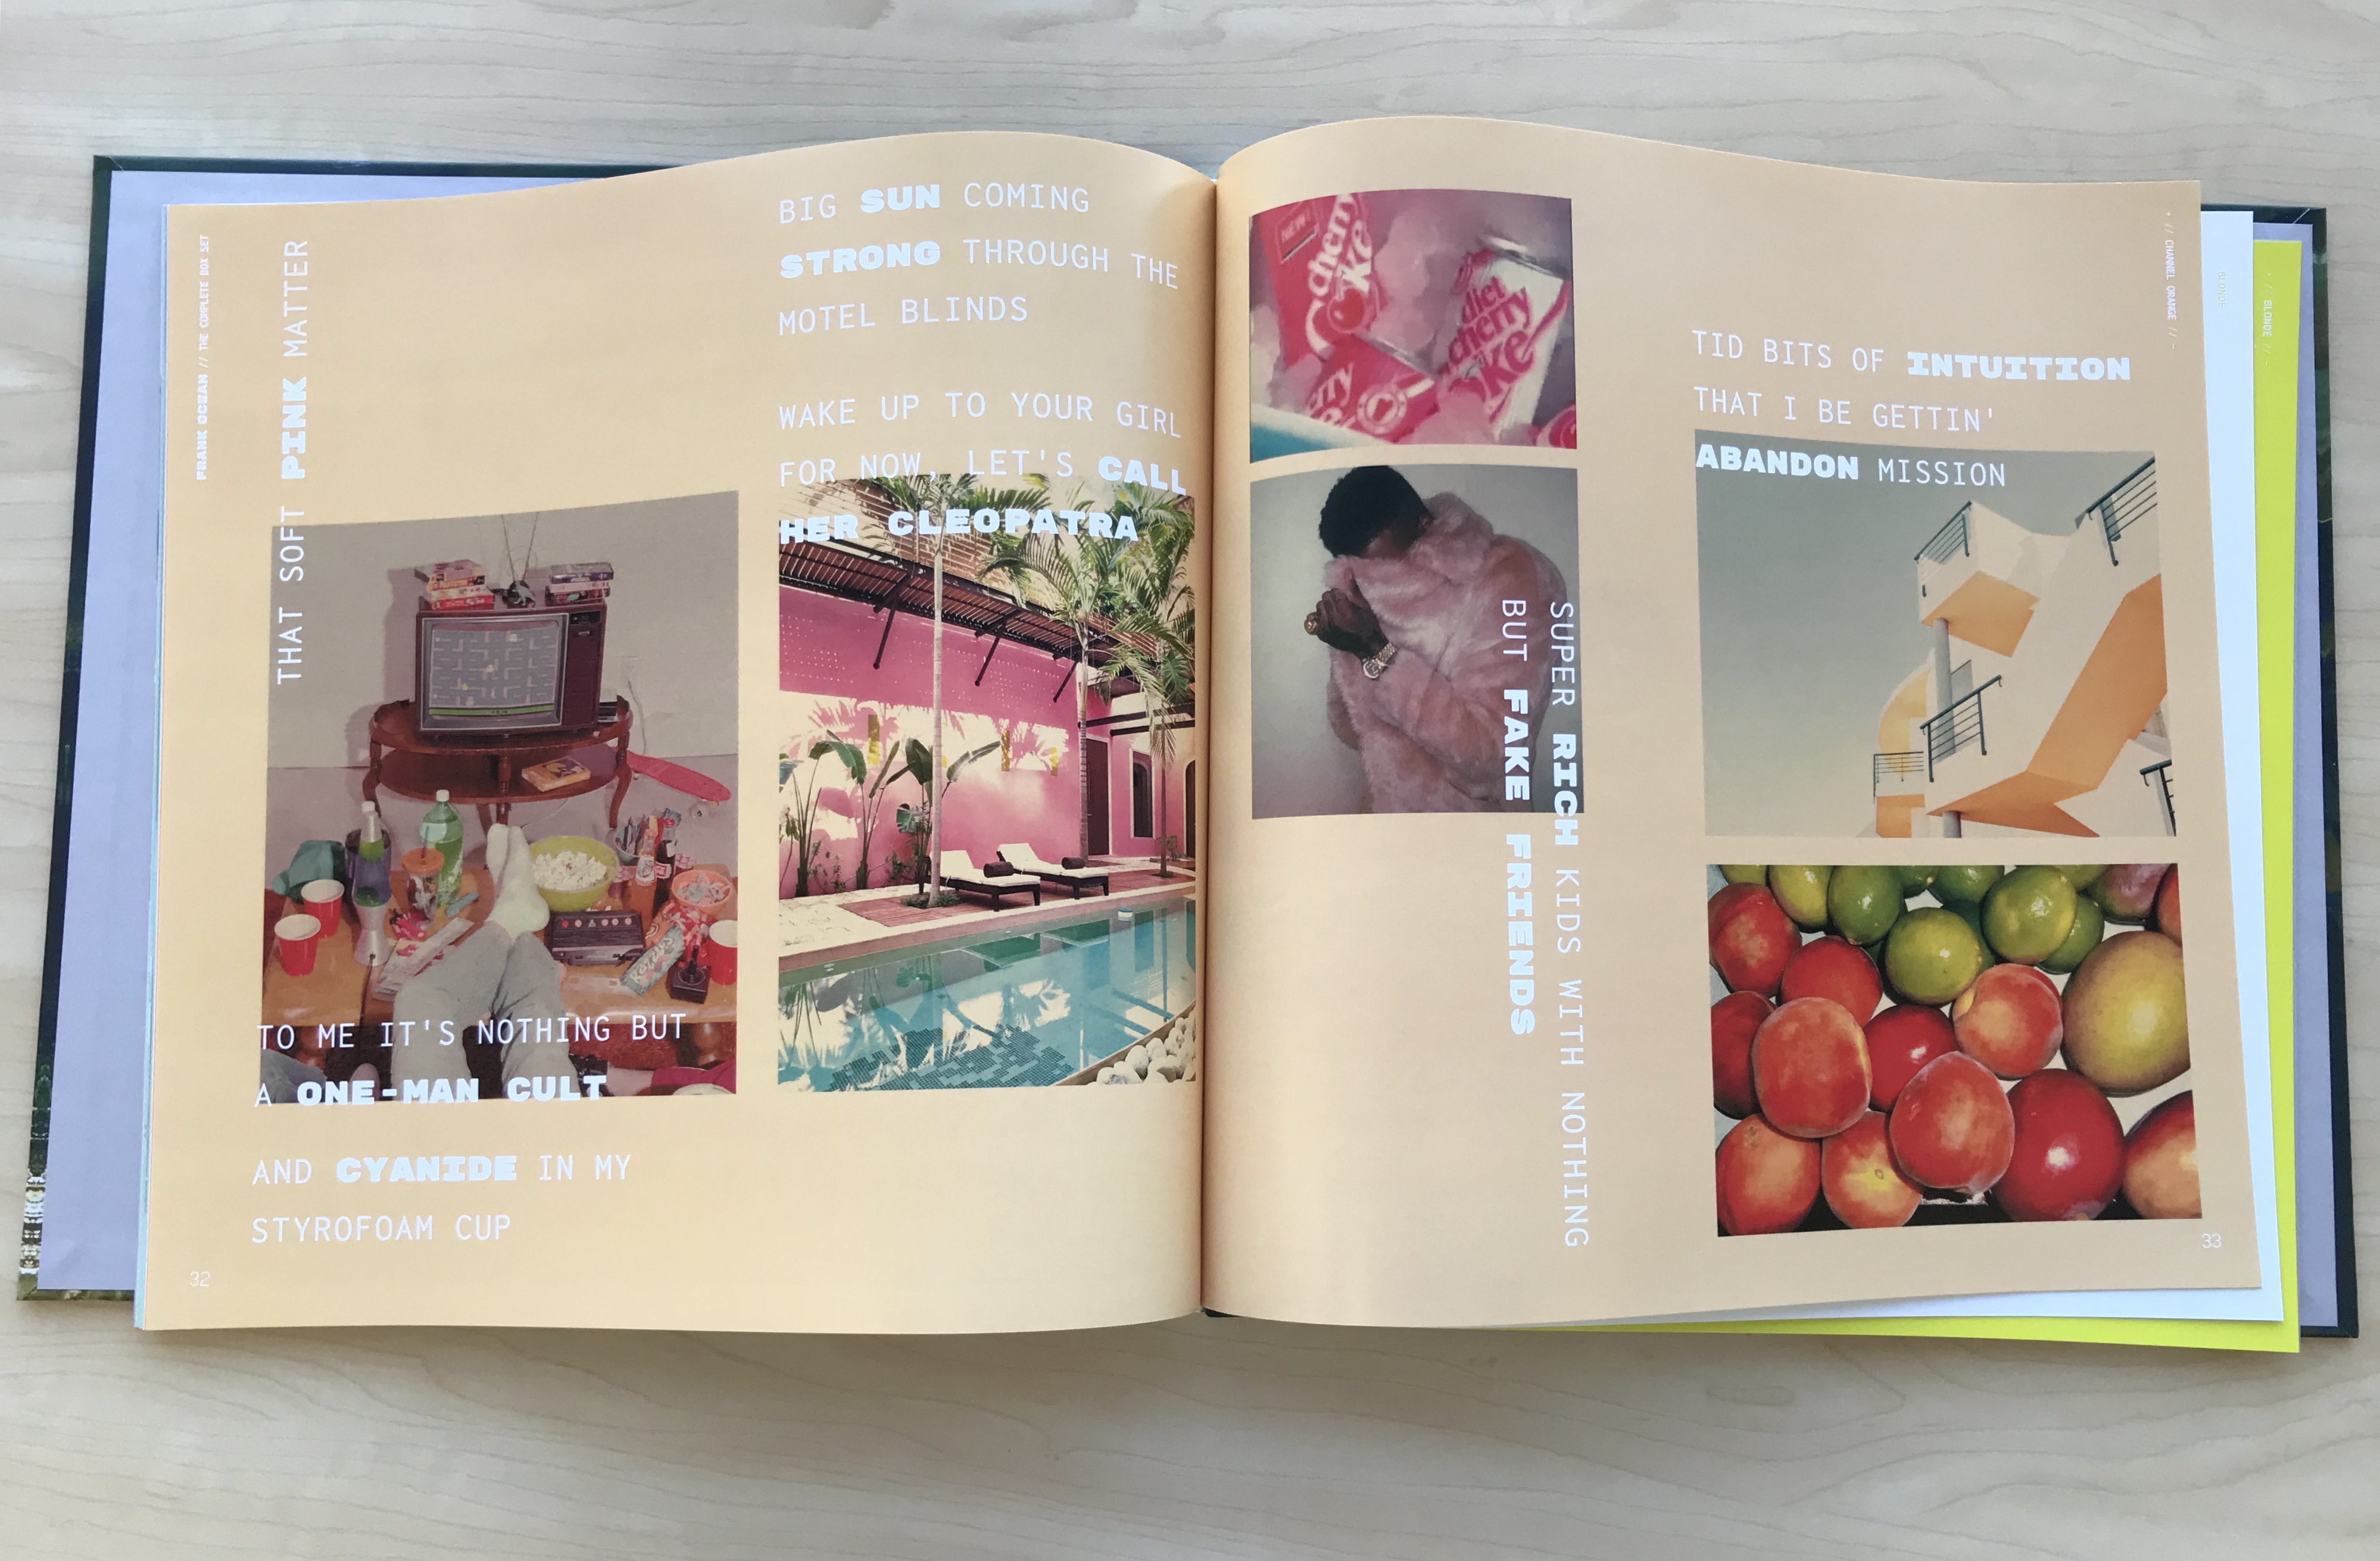 FRANK OCEAN // THE COMPLETE BOX SET
THAT SOFT PINK MATTER
BIG SUN COMING
STRONG THROUGH THE
MOTEL BLINDS
WAKE UP TO YOUR GIRL
FOR NOW, LET'S CALL
HER CLEOPATRA
TO ME IT'S NOTHING BUT
A ONE-MAN CULT
AND CYANIDE IN MY
STYROFOAM CUP
32
NEW!
cherry
Coke
diet
cherry
Coke
SUPER RICH KIDS WITH NOTHING
BUT FAKE FRIENDS
TID BITS OF INTUITION
THAT I BE GETTIN'
ABANDON MISSION
33
// CHANNEL ORANGE //
BLONDE
// BLONDE //